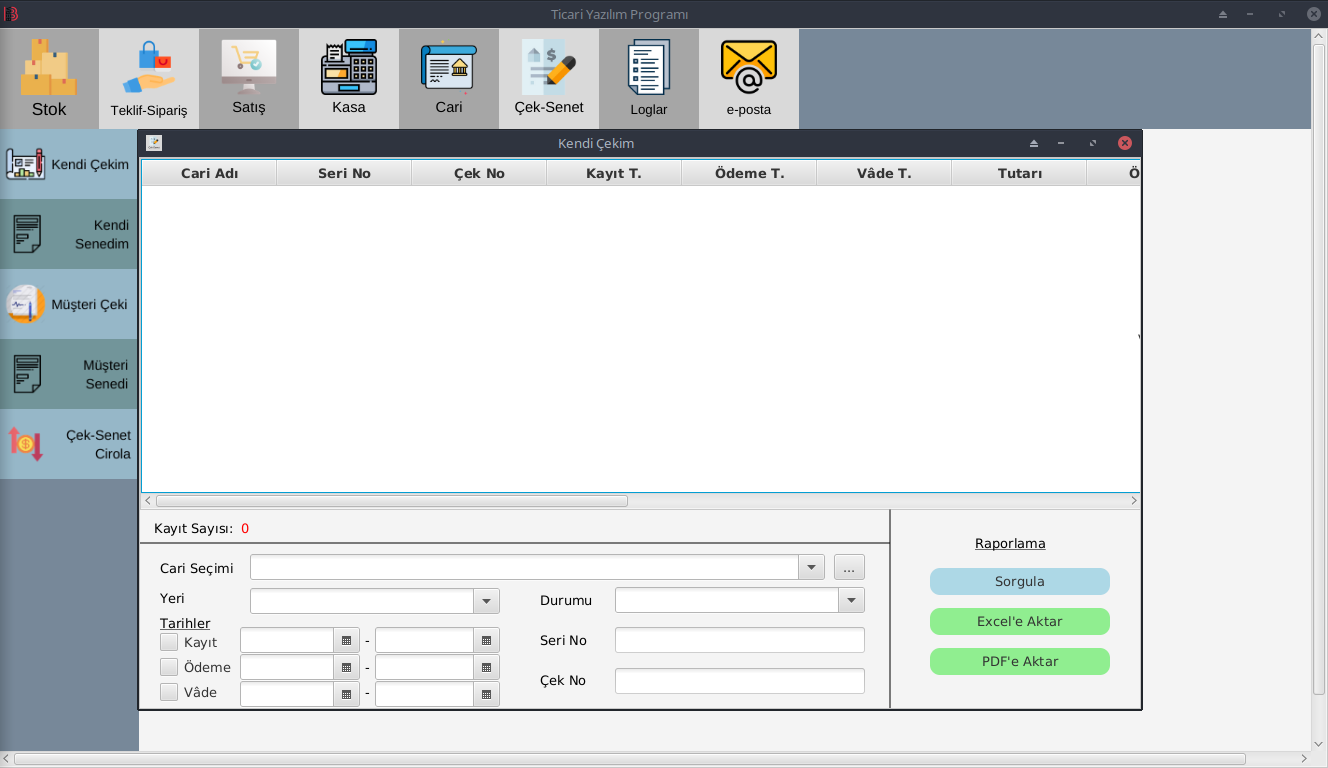 Ticari Yazılım Programı
Stok
Teklif-Sipariş
Satış
Kasa
Cari
Çek-Senet
Loglar
e-posta
Kendi Çekim
Kendi
Senedim
Müşteri Çeki
Müşteri
Senedi
Çek-Senet
Cirola
Kendi Çekim
Cari Adı
Seri No
Çek No
Kayıt T.
Ödeme T.
Vâde T.
Tutarı
Kayıt Sayısı: 0
Cari Seçimi
...
Yeri
Durumu
Tarihler
Kayıt
-
Seri No
Ödeme
-
Çek No
Vâde
-
Raporlama
Sorgula
Excel'e Aktar
PDF'e Aktar